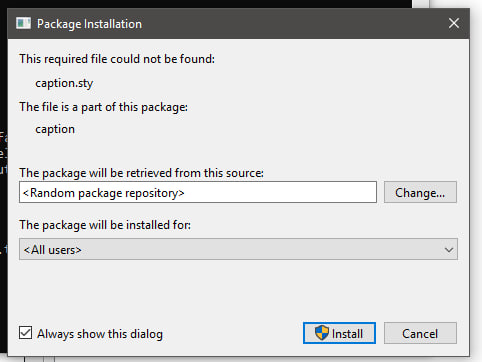 Package Installation
This required file could not be found:
caption.sty
The file is a part of this package:
caption
The package will be retrieved from this source:
<Random package repository>
Change...
The package will be installed for:
<All users>
Always show this dialog
Install
Cancel